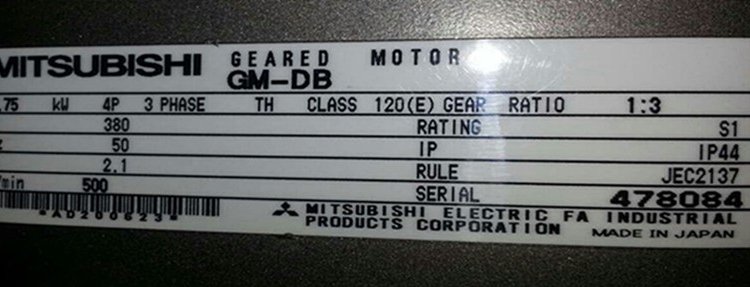 MITSUBISHI GEARED MOTOR
GM-DB
.75 kW 4P 3 PHASE TH CLASS 120(E) GEAR RATIO 1:3
380 RATING S1
z 50 IP IP44
2.1 RULE JEC2137
/min 500 SERIAL 478084
*AD200623*
MITSUBISHI ELECTRIC FA INDUSTRIAL
PRODUCTS CORPORATION MADE IN JAPAN